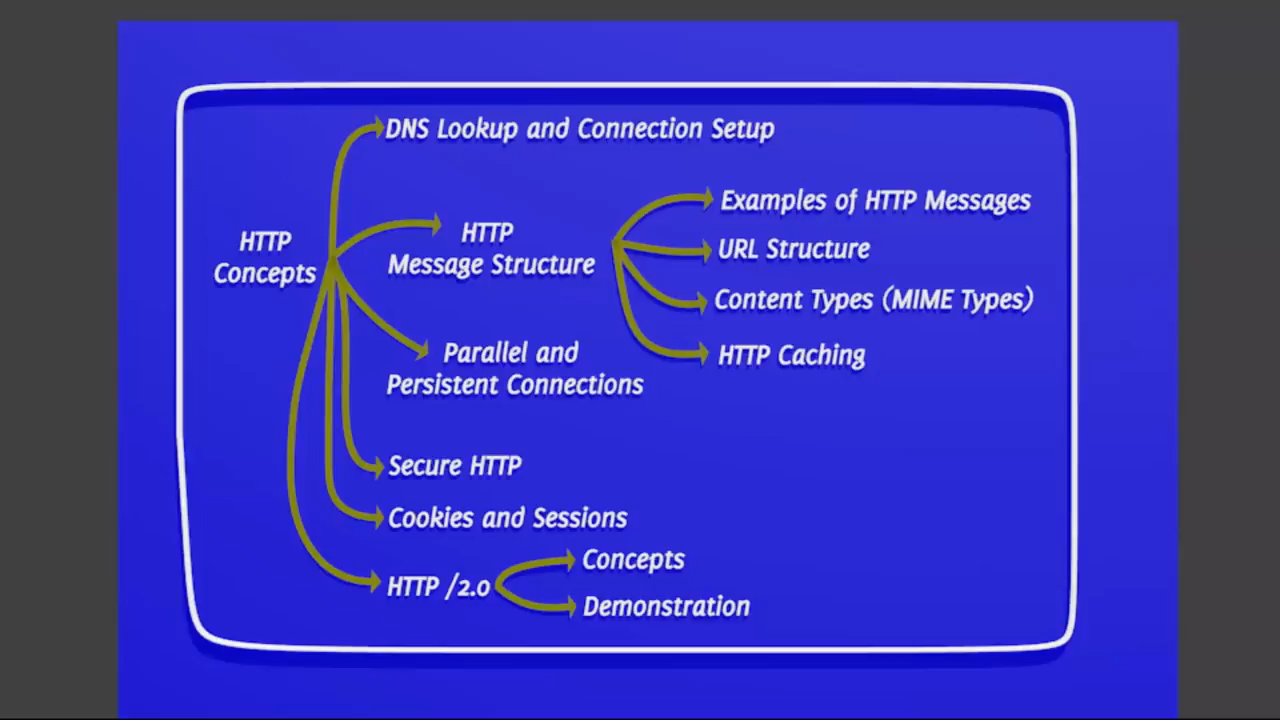 DNS Lookup and Connection Setup
HTTP
Concepts
HTTP
Message Structure
Examples of HTTP Messages
URL Structure
Content Types (MIME Types)
HTTP Caching
Parallel and
Persistent Connections
Secure HTTP
Cookies and Sessions
HTTP /2.0
Concepts
Demonstration